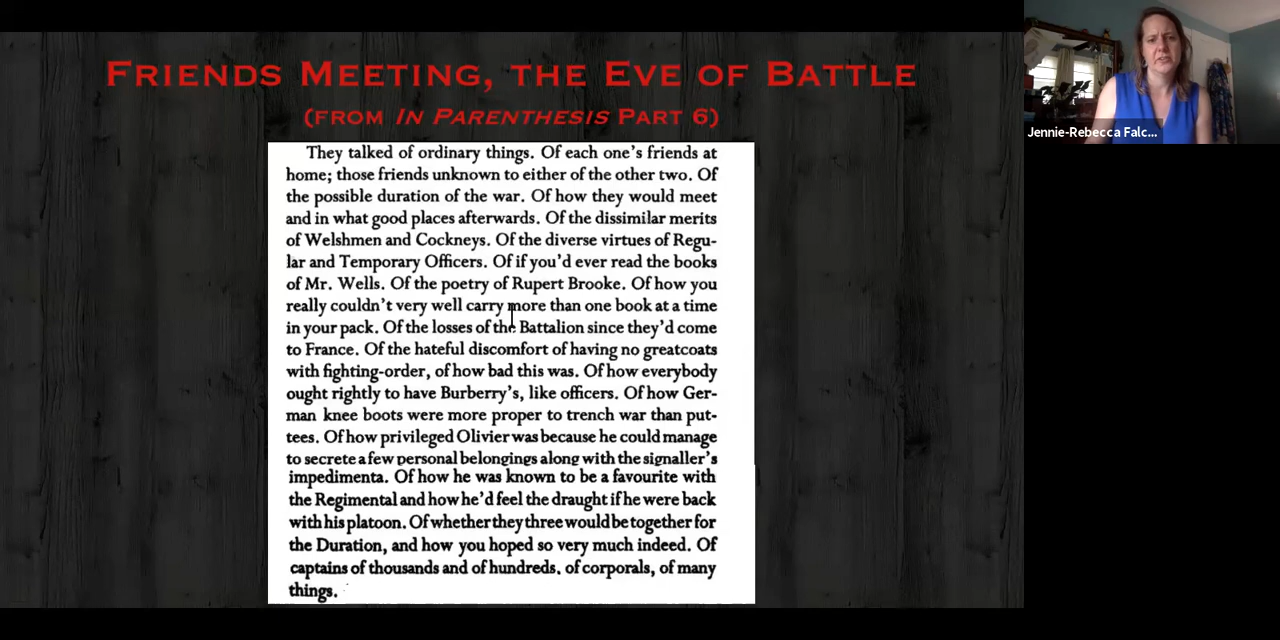 FRIENDS MEETING, THE EVE OF BATTLE
(FROM IN PARENTHESIS PART 6)
They talked of ordinary things. Of each one's friends at
home; those friends unknown to either of the other two. Of
the possible duration of the war. Of how they would meet
and in what good places afterwards. Of the dissimilar merits
of Welshmen and Cockneys. Of the diverse virtues of Regu-
lar and Temporary Officers. Of if you'd ever read the books
of Mr. Wells. Of the poetry of Rupert Brooke. Of how you
really couldn't very well carry more than one book at a time
in your pack. Of the losses of the Battalion since they'd come
to France. Of the hateful discomfort of having no greatcoats
with fighting-order, of how bad this was. Of how everybody
ought rightly to have Burberry's, like officers. Of how Ger-
man knee boots were more proper to trench war than put-
tees. Of how privileged Olivier was because he could manage
to secrete a few personal belongings along with the signaller's
impedimenta. Of how he was known to be a favourite with
the Regimental and how he'd feel the draught if he were back
with his platoon. Of whether they three would be together for
the Duration, and how you hoped so very much indeed. Of
captains of thousands and of hundreds, of corporals, of many
things.
Jennie-Rebecca Falc...